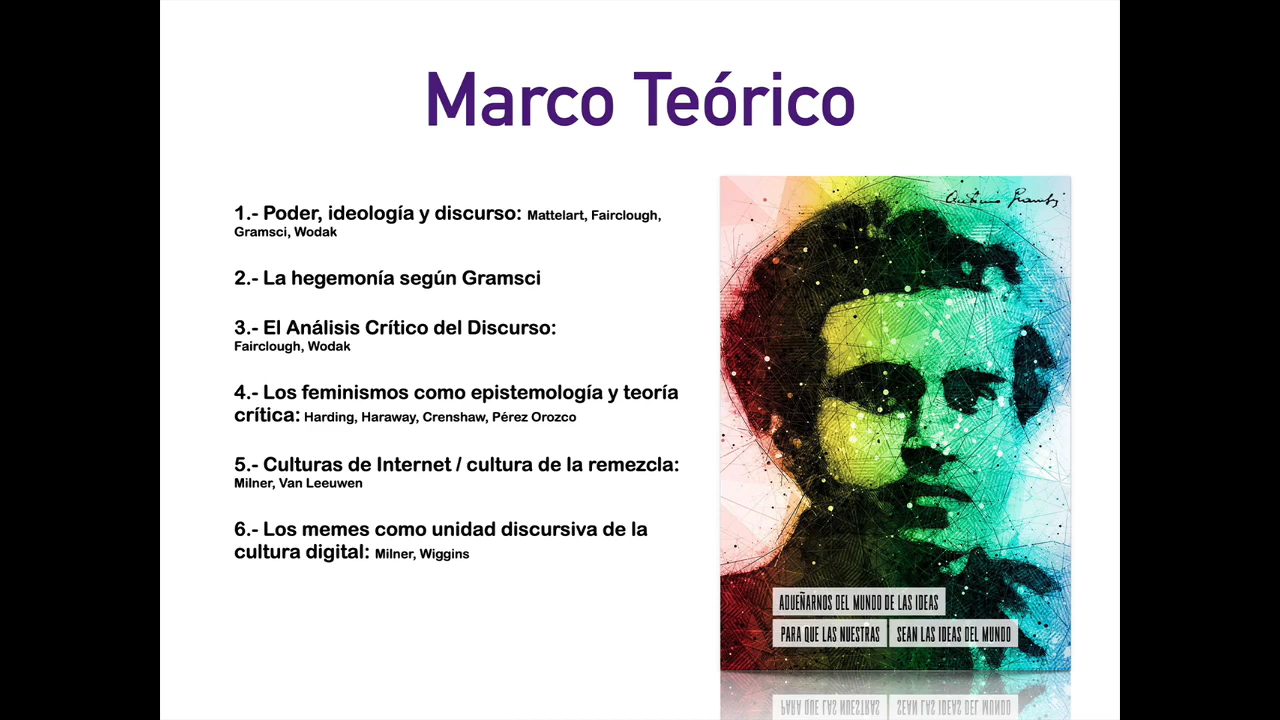 Marco Teórico
1.- Poder, ideología y discurso: Mattelart, Fairclough,
Gramsci, Wodak
2.- La hegemonía según Gramsci
3.- El Análisis Crítico del Discurso:
Fairclough, Wodak
4.- Los feminismos como epistemología y teoría
crítica: Harding, Haraway, Crenshaw, Pérez Orozco
5.- Culturas de Internet / cultura de la remezcla:
Milner, Van Leeuwen
6.- Los memes como unidad discursiva de la
cultura digital: Milner, Wiggins
Antonio Gramsci
ADUEÑARNOS DEL MUNDO DE LAS IDEAS
PARA QUE LAS NUESTRAS SEAN LAS IDEAS DEL MUNDO